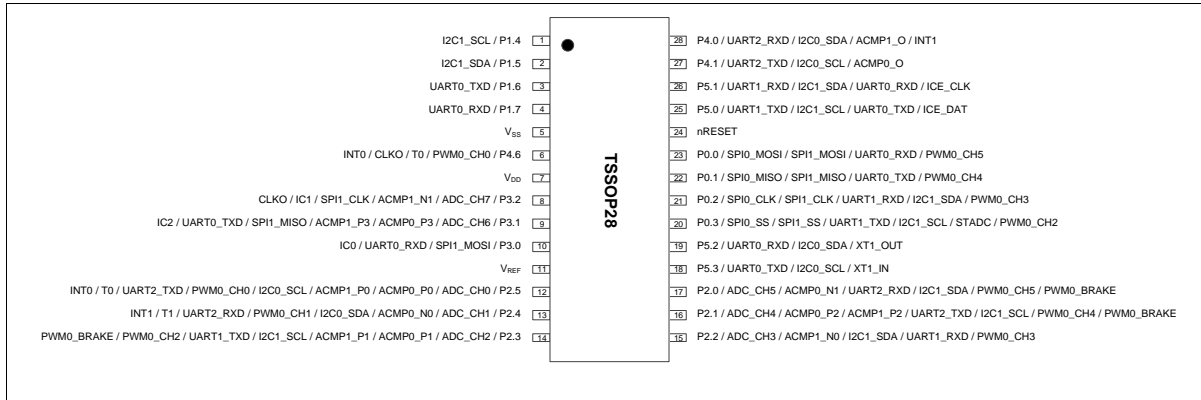 I2C1_SCL / P1.4 1
I2C1_SDA / P1.5 2
UART0_TXD / P1.6 3
UART0_RXD / P1.7 4
VSS 5
INT0 / CLKO / T0 / PWM0_CH0 / P4.6 6
VDD 7
CLKO / IC1 / SPI1_CLK / ACMP1_N1 / ADC_CH7 / P3.2 8
IC2 / UART0_TXD / SPI1_MISO / ACMP1_P3 / ACMP0_P3 / ADC_CH6 / P3.1 9
IC0 / UART0_RXD / SPI1_MOSI / P3.0 10
VREF 11
INT0 / T0 / UART2_TXD / PWM0_CH0 / I2C0_SCL / ACMP1_P0 / ACMP0_P0 / ADC_CH0 / P2.5 12
INT1 / T1 / UART2_RXD / PWM0_CH1 / I2C0_SDA / ACMP0_N0 / ADC_CH1 / P2.4 13
PWM0_BRAKE / PWM0_CH2 / UART1_TXD / I2C1_SCL / ACMP1_P1 / ACMP0_P1 / ADC_CH2 / P2.3 14
TSSOP28
28 P4.0 / UART2_RXD / I2C0_SDA / ACMP1_O / INT1
27 P4.1 / UART2_TXD / I2C0_SCL / ACMP0_O
26 P5.1 / UART1_RXD / I2C1_SDA / UART0_RXD / ICE_CLK
25 P5.0 / UART1_TXD / I2C1_SCL / UART0_TXD / ICE_DAT
24 nRESET
23 P0.0 / SPI0_MOSI / SPI1_MOSI / UART0_RXD / PWM0_CH5
22 P0.1 / SPI0_MISO / SPI1_MISO / UART0_TXD / PWM0_CH4
21 P0.2 / SPI0_CLK / SPI1_CLK / UART1_RXD / I2C1_SDA / PWM0_CH3
20 P0.3 / SPI0_SS / SPI1_SS / UART1_TXD / I2C1_SCL / STADC / PWM0_CH2
19 P5.2 / UART0_RXD / I2C0_SDA / XT1_OUT
18 P5.3 / UART0_TXD / I2C0_SCL / XT1_IN
17 P2.0 / ADC_CH5 / ACMP0_N1 / UART2_RXD / I2C1_SDA / PWM0_CH5 / PWM0_BRAKE
16 P2.1 / ADC_CH4 / ACMP0_P2 / ACMP1_P2 / UART2_TXD / I2C1_SCL / PWM0_CH4 / PWM0_BRAKE
15 P2.2 / ADC_CH3 / ACMP1_N0 / I2C1_SDA / UART1_RXD / PWM0_CH3